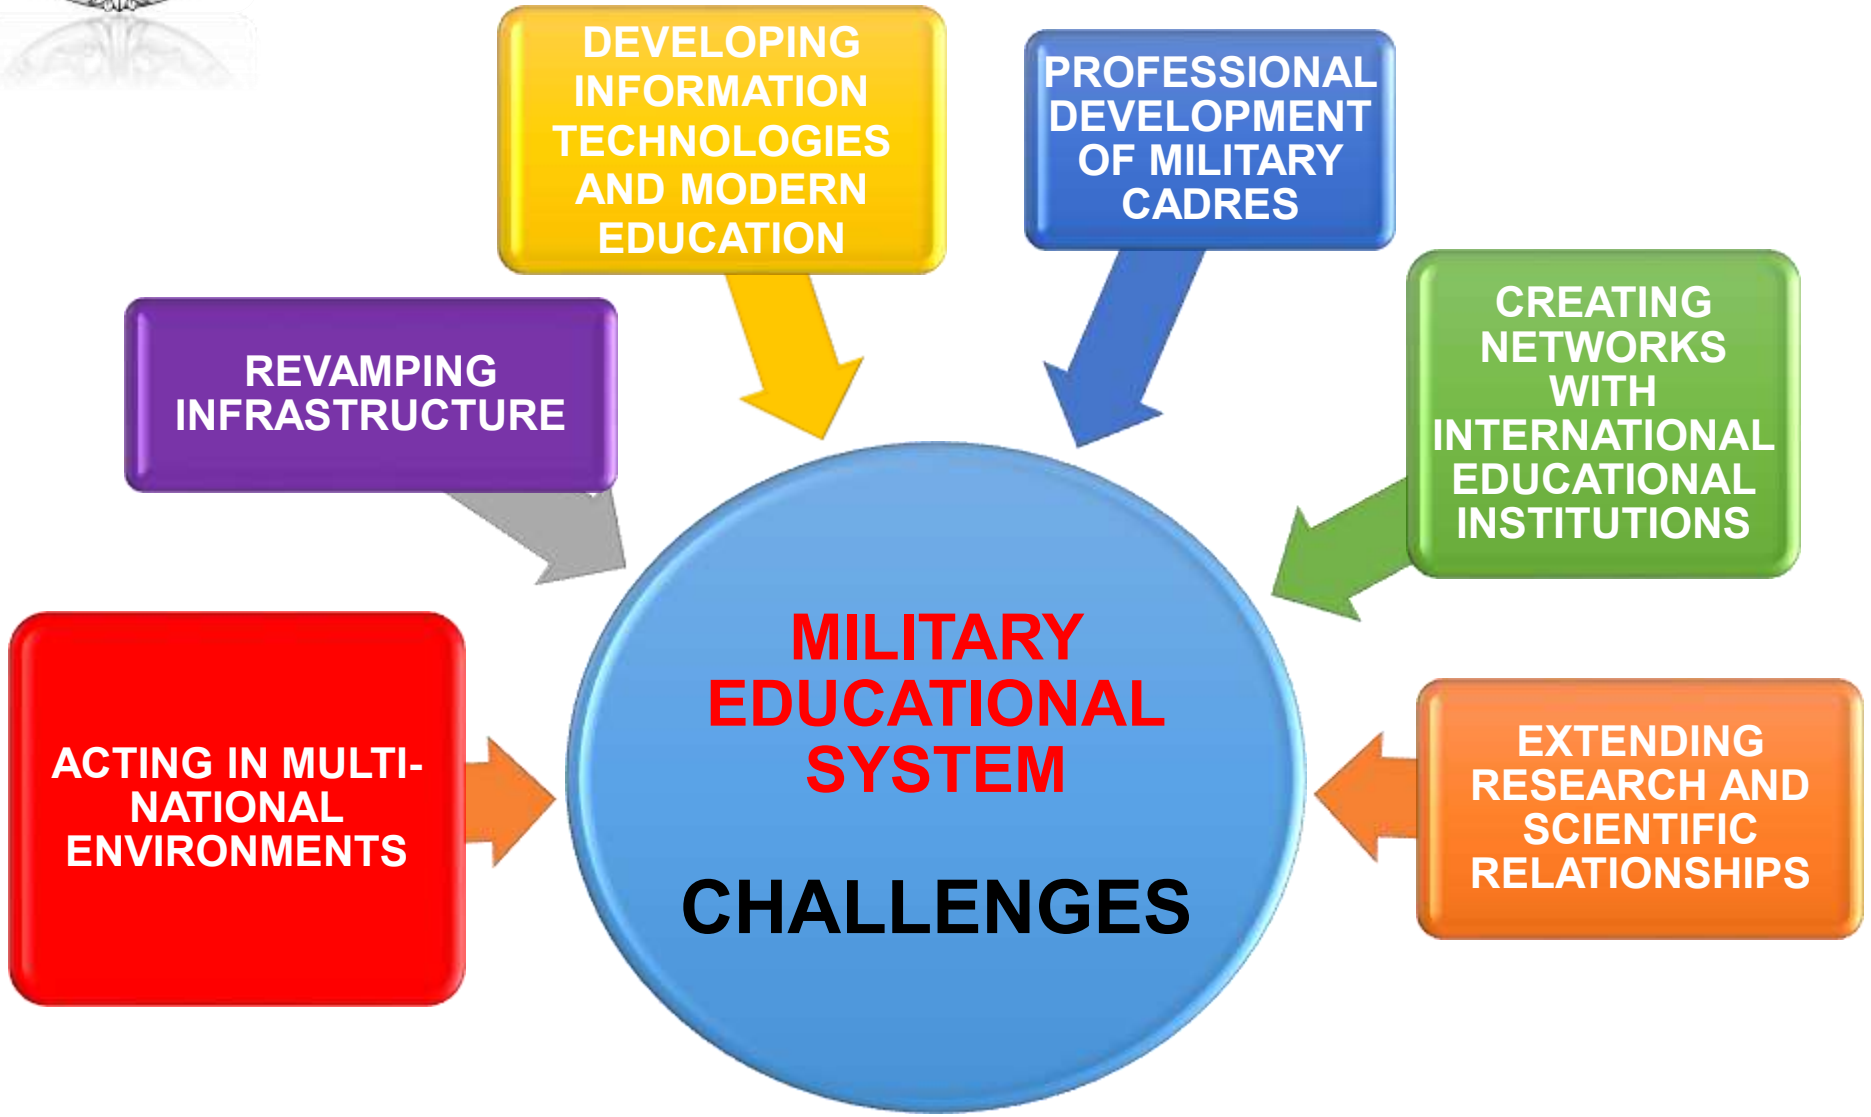 DEVELOPING
INFORMATION
TECHNOLOGIES
AND MODERN
EDUCATION
PROFESSIONAL
DEVELOPMENT
OF MILITARY
CADRES
REVAMPING
INFRASTRUCTURE
CREATING
NETWORKS
WITH
INTERNATIONAL
EDUCATIONAL
INSTITUTIONS
ACTING IN MULTI-
NATIONAL
ENVIRONMENTS
MILITARY
EDUCATIONAL
SYSTEM
CHALLENGES
EXTENDING
RESEARCH AND
SCIENTIFIC
RELATIONSHIPS